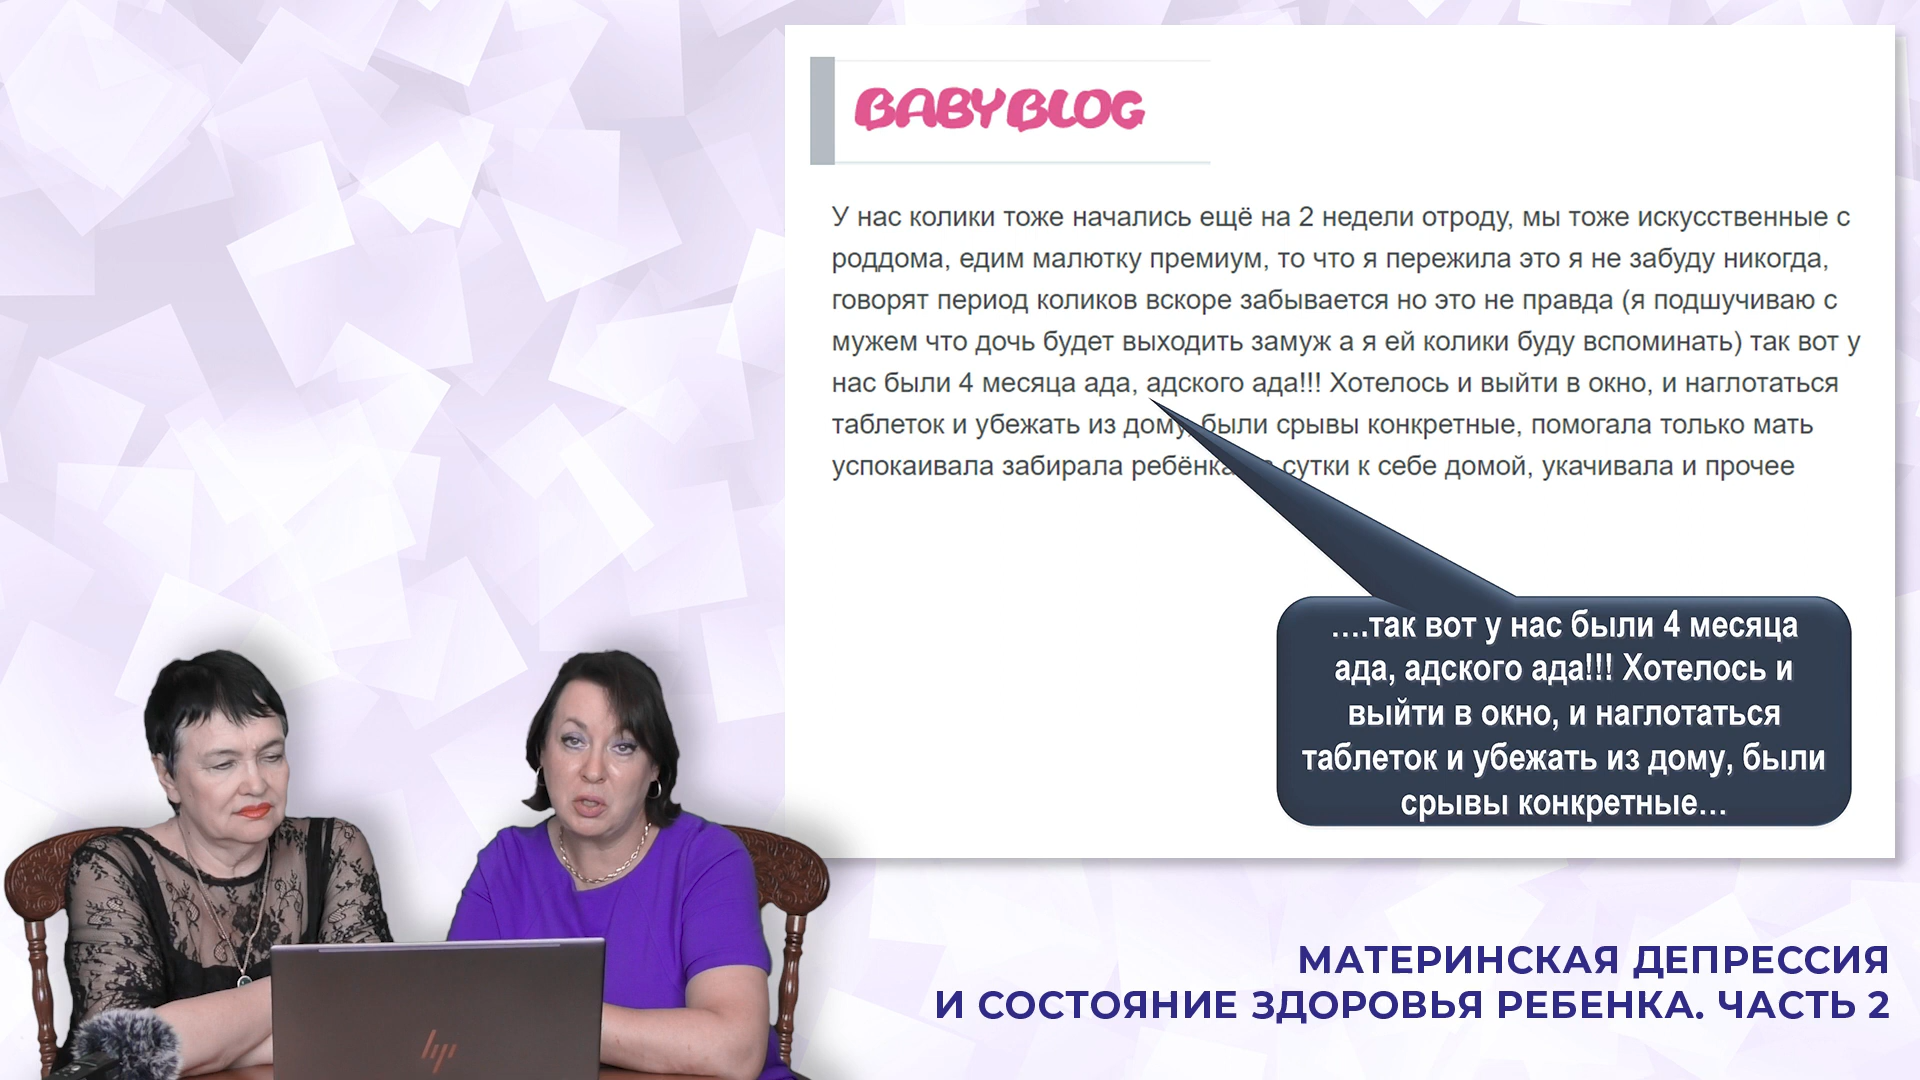 BABYBLOG
У нас колики тоже начались ещё на 2 недели отроду, мы тоже искусственные с
роддома, едим малютку премиум, то что я пережила это я не забуду никогда,
говорят период коликов вскоре забывается но это не правда (я подшучиваю с
мужем что дочь будет выходить замуж а я ей колики буду вспоминать) так вот у
нас были 4 месяца ада, адского ада!!! Хотелось и выйти в окно, и наглотаться
таблеток и убежать из дому, были срывы конкретные, помогала только мать
успокаивала забирала ребёнка сутки к себе домой, укачивала и прочее
….так вот у нас были 4 месяца
ада, адского ада!!! Хотелось и
выйти в окно, и наглотаться
таблеток и убежать из дому, были
срывы конкретные…
hp
МАТЕРИНСКАЯ ДЕПРЕССИЯ
И СОСТОЯНИЕ ЗДОРОВЬЯ РЕБЕНКА. ЧАСТЬ 2